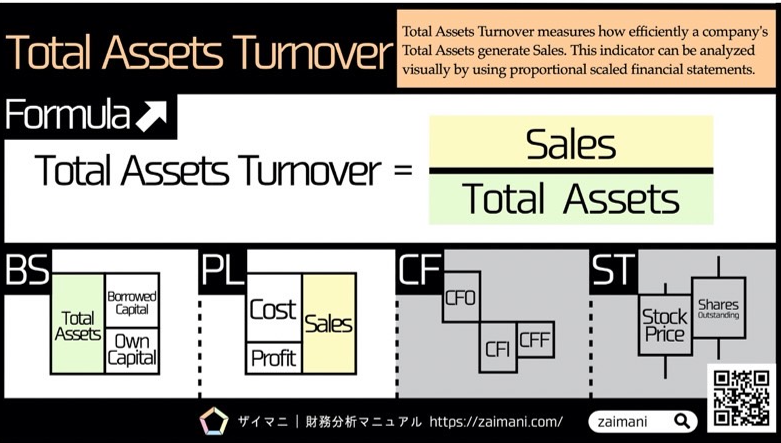 Total Assets Turnover
Total Assets Turnover measures how efficiently a company's
Total Assets generate Sales. This indicator can be analyzed
visually by using proportional scaled financial statements.
Formula
Total Assets Turnover =
Sales
Total Assets
BS
Total
Assets
Borrowed
Capital
Own
Capital
PL
Cost
Profit
Sales
CF
CFO
CFI
CFF
ST
Stock
Price
Shares
Outstanding
ザイマニ | 財務分析マニュアル https://zaimani.com/
zaimani